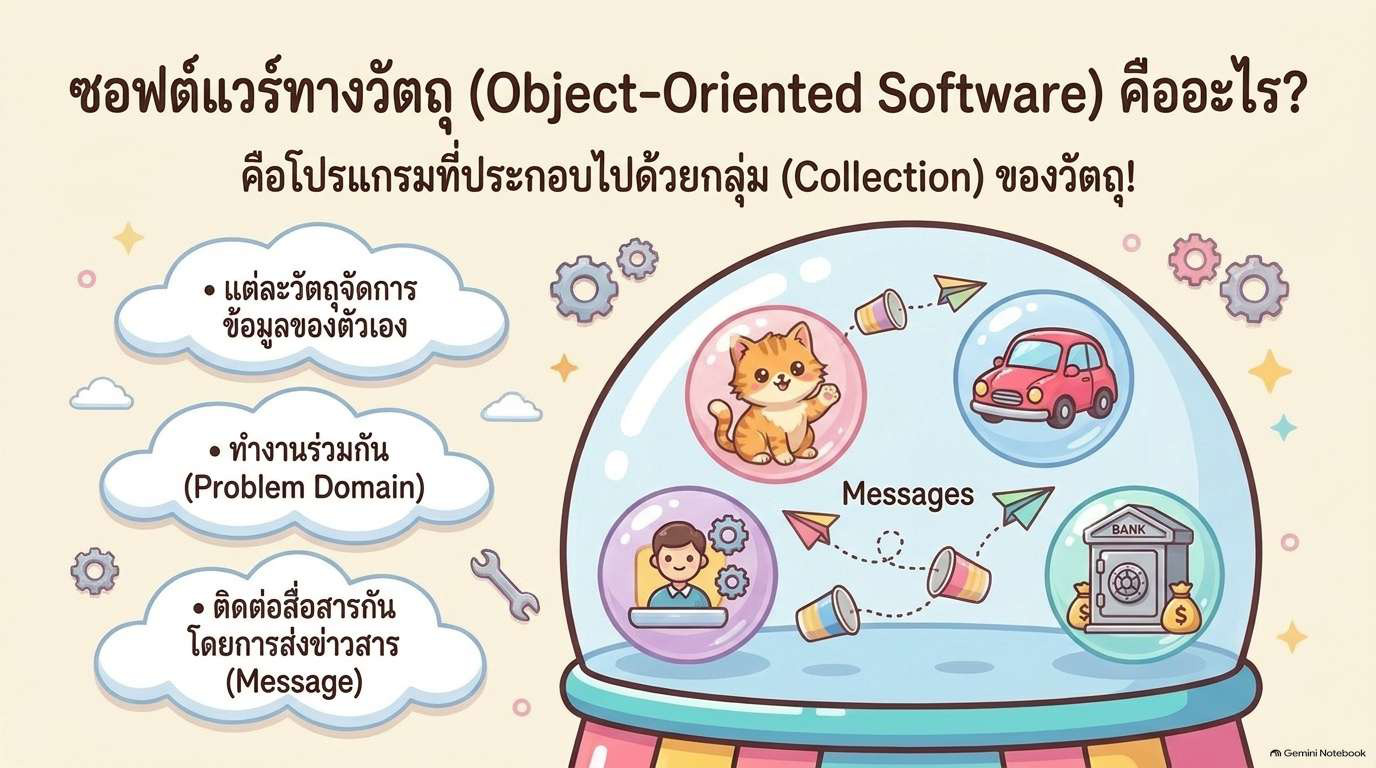 ซอฟต์แวร์ทางวัตถุ (Object-Oriented Software) คืออะไร?
คือโปรแกรมที่ประกอบไปด้วยกลุ่ม (Collection) ของวัตถุ!
• แต่ละวัตถุจัดการ
ข้อมูลของตัวเอง
• ทำงานร่วมกัน
(Problem Domain)
• ติดต่อสื่อสารกัน
โดยการส่งข่าวสาร
(Message)
Messages
BANK
$
$
Gemini Notebook